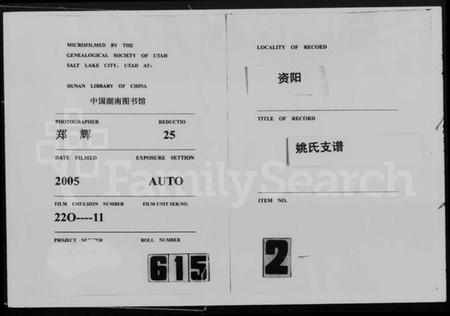 MICROFILMED BY THE
GENEALOGICAL SOCIETY OF UTAH
SALT LAKE CITY, UTAH AT:
HUNAN LIBRARY OF CHINA
中国湖南图书馆
PHOTOGRAPHER REDUCTIO
郑 辉 25
DATE FILMED EXPOSURE SETTION
2005 AUTO
FILM EMULSION NUMBER FILM UNIT SER.NO.
22O----11
PROJECT NUMBER ROLL NUMBER
615
LOCALITY OF RECOED
资阳
TITLE OF RECORD
姚氏支谱
ITEM NO.
2
FamilySearch